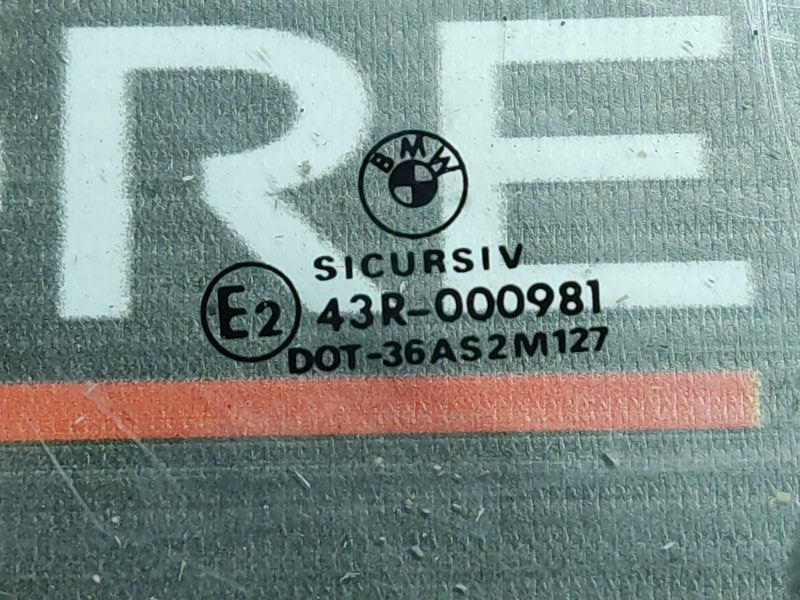 RE
BMW
SICURSIV
E2 43R-000981
DOT-36AS2M127